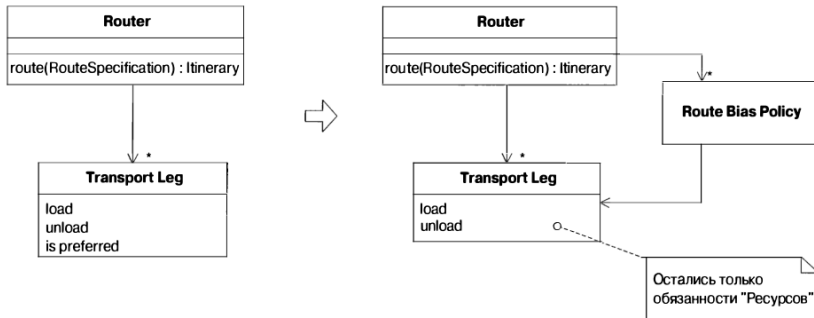 Router
route(RouteSpecification) : Itinerary
*
Transport Leg
load
unload
is preferred
Router
route(RouteSpecification) : Itinerary
*
Route Bias Policy
*
Transport Leg
load
unload
Остались только
обязанности "Ресурсов"